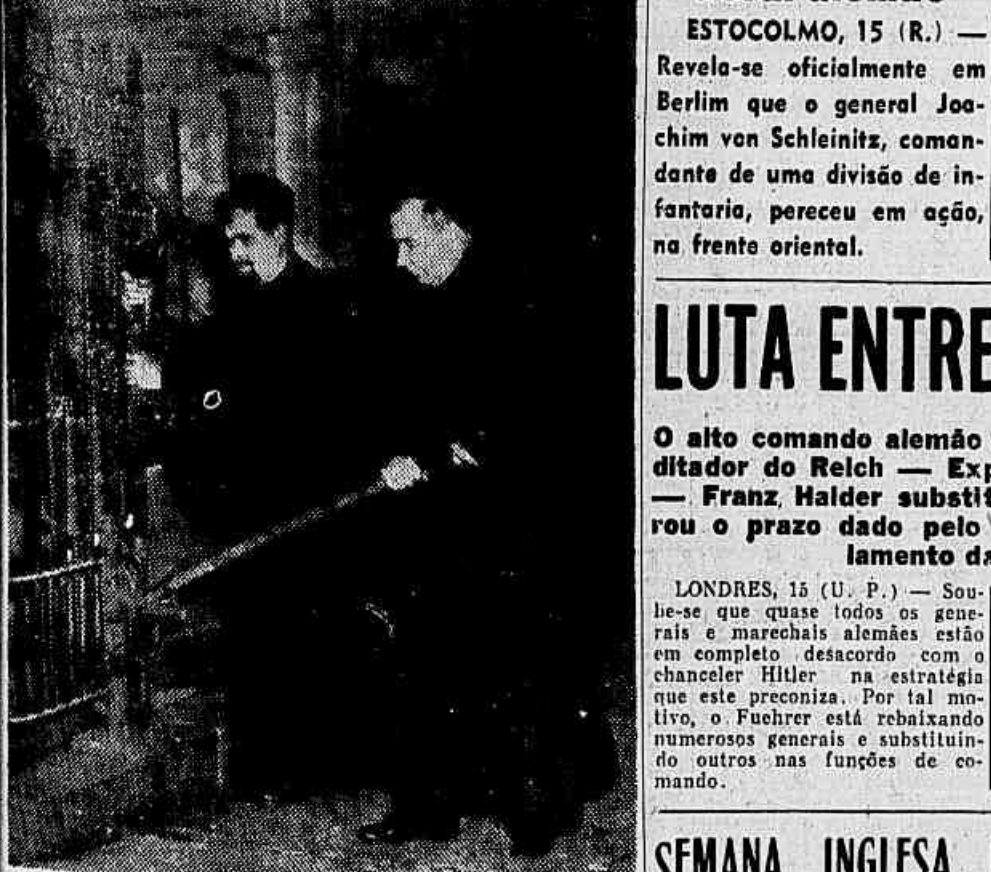 ESTOCOLMO, 15 (R.) —
Revela-se oficialmente em
Berlim que o general Joa-
chim von Schleinitz, coman-
dante de uma divisão de in-
fantaria, pereceu em ação,
na frente oriental.
LUTA ENTRE
O alto comando alemão
ditador do Reich — Exp
— Franz Halder substit
rou o prazo dado pelo
lamento da
LONDRES, 15 (U. P.) — Sou-
be-se que quase todos os gene-
rais e marechais alemães estão
em completo desacordo com o
chanceler Hitler na estratégia
que este preconiza. Por tal mo-
tivo, o Fuehrer está rebaixando
numerosos generais e substituin-
do outros nas funções de co-
mando.
SEMANA INGLESA